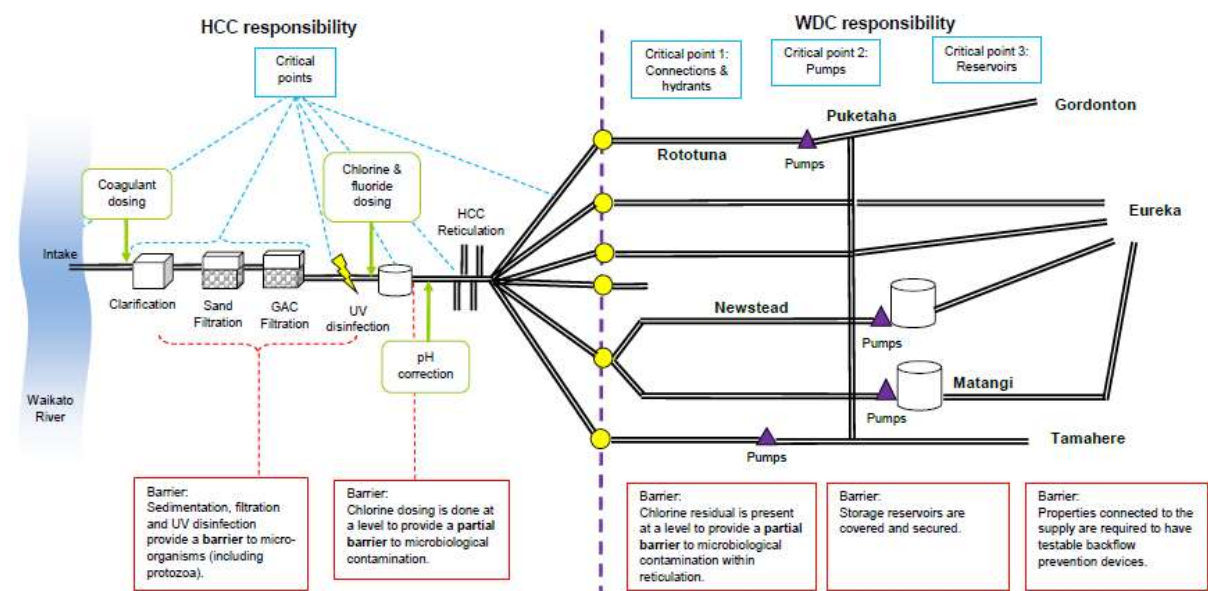 HCC responsibility
WDC responsibility
Critical
points
Critical point 1:
Connections &
hydrants
Critical point 2:
Pumps
Critical point 3:
Reservoirs
Gordonton
Puketaha
Rototuna
Pumps
Coagulant
dosing
Chlorine &
fluoride
dosing
HCC
Reticulation
Eureka
Intake
Clarification
Sand
Filtration
GAC
Filtration
UV
disinfection
Newstead
Pumps
pH
correction
Matangi
Pumps
Waikato
River
Tamahere
Pumps
Barrier:
Sedimentation, filtration
and UV disinfection
provide a barrier to micro-
organisms (including
protozoa).
Barrier:
Chlorine dosing is done at
a level to provide a partial
barrier to microbiological
contamination.
Barrier:
Chlorine residual is present
at a level to provide a partial
barrier to microbiological
contamination within
reticulation.
Barrier:
Storage reservoirs are
covered and secured.
Barrier:
Properties connected to the
supply are required to have
testable backflow
prevention devices.